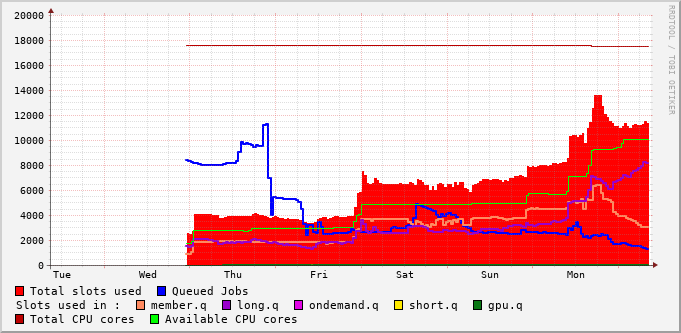 20000
18000
16000
14000
12000
10000
8000
6000
4000
2000
0
Tue Wed Thu Fri Sat Sun Mon
Total slots used Queued Jobs
Slots used in : member.q long.q ondemand.q short.q gpu.q
Total CPU cores Available CPU cores
RRDTOOL / TOBI OETIKER